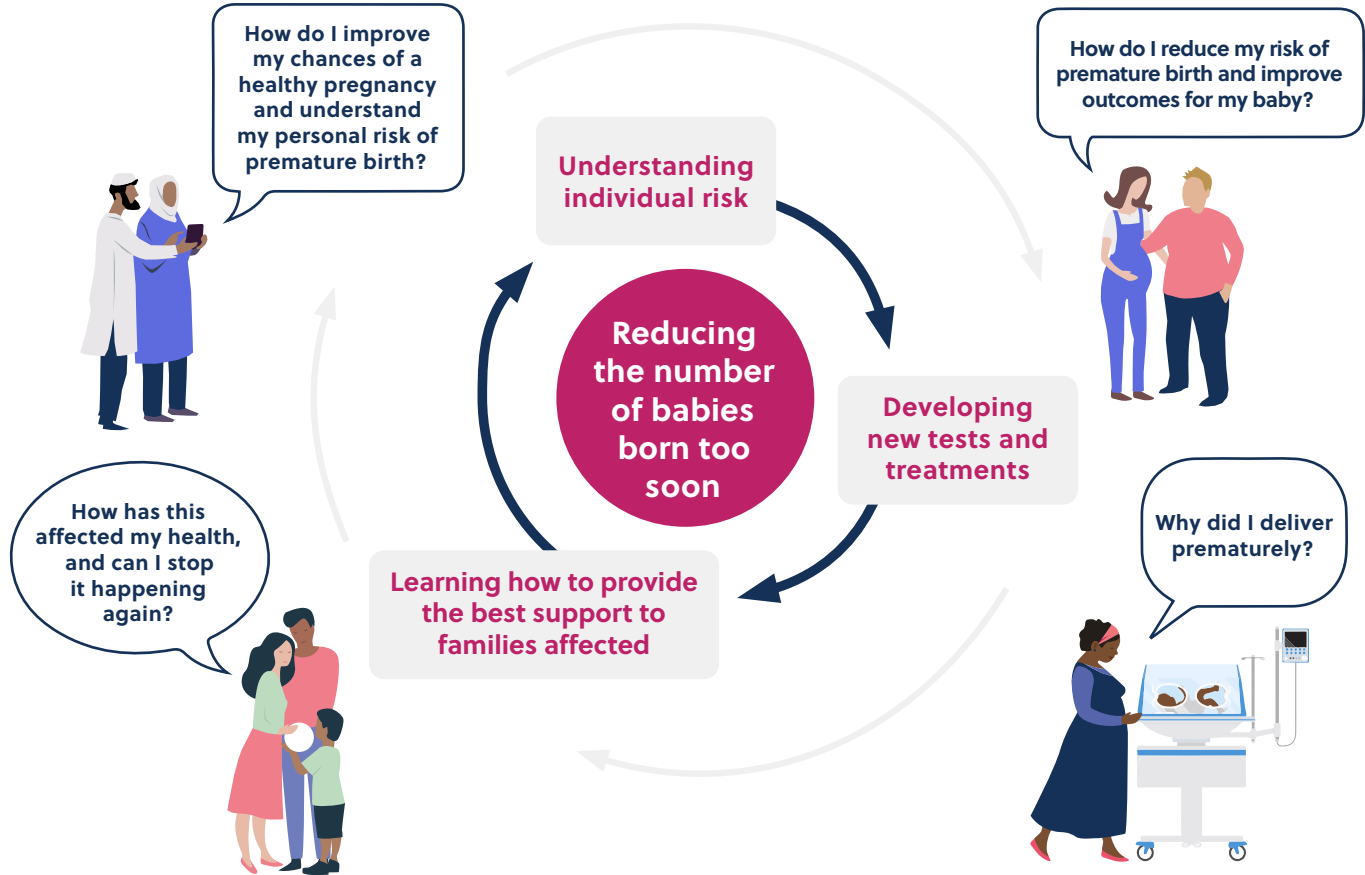 How do I improve
my chances of a
healthy pregnancy
and understand
my personal risk of
premature birth?
How do I reduce my risk of
premature birth and improve
outcomes for my baby?
Understanding
individual risk
Reducing
the number
of babies
born too
soon
Developing
new tests and
treatments
How has this
affected my health,
and can I stop
it happening
again?
Learning how to provide
the best support to
families affected
Why did I deliver
prematurely?